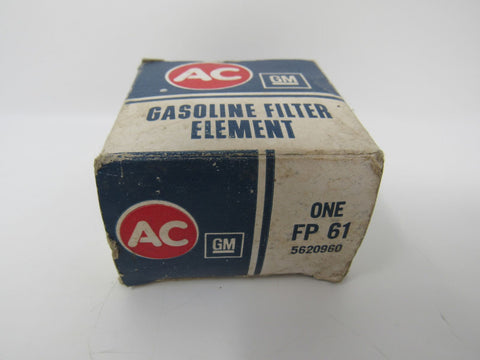 AC GM
GASOLINE FILTER
ELEMENT
AC GM
ONE
FP 61
5620960